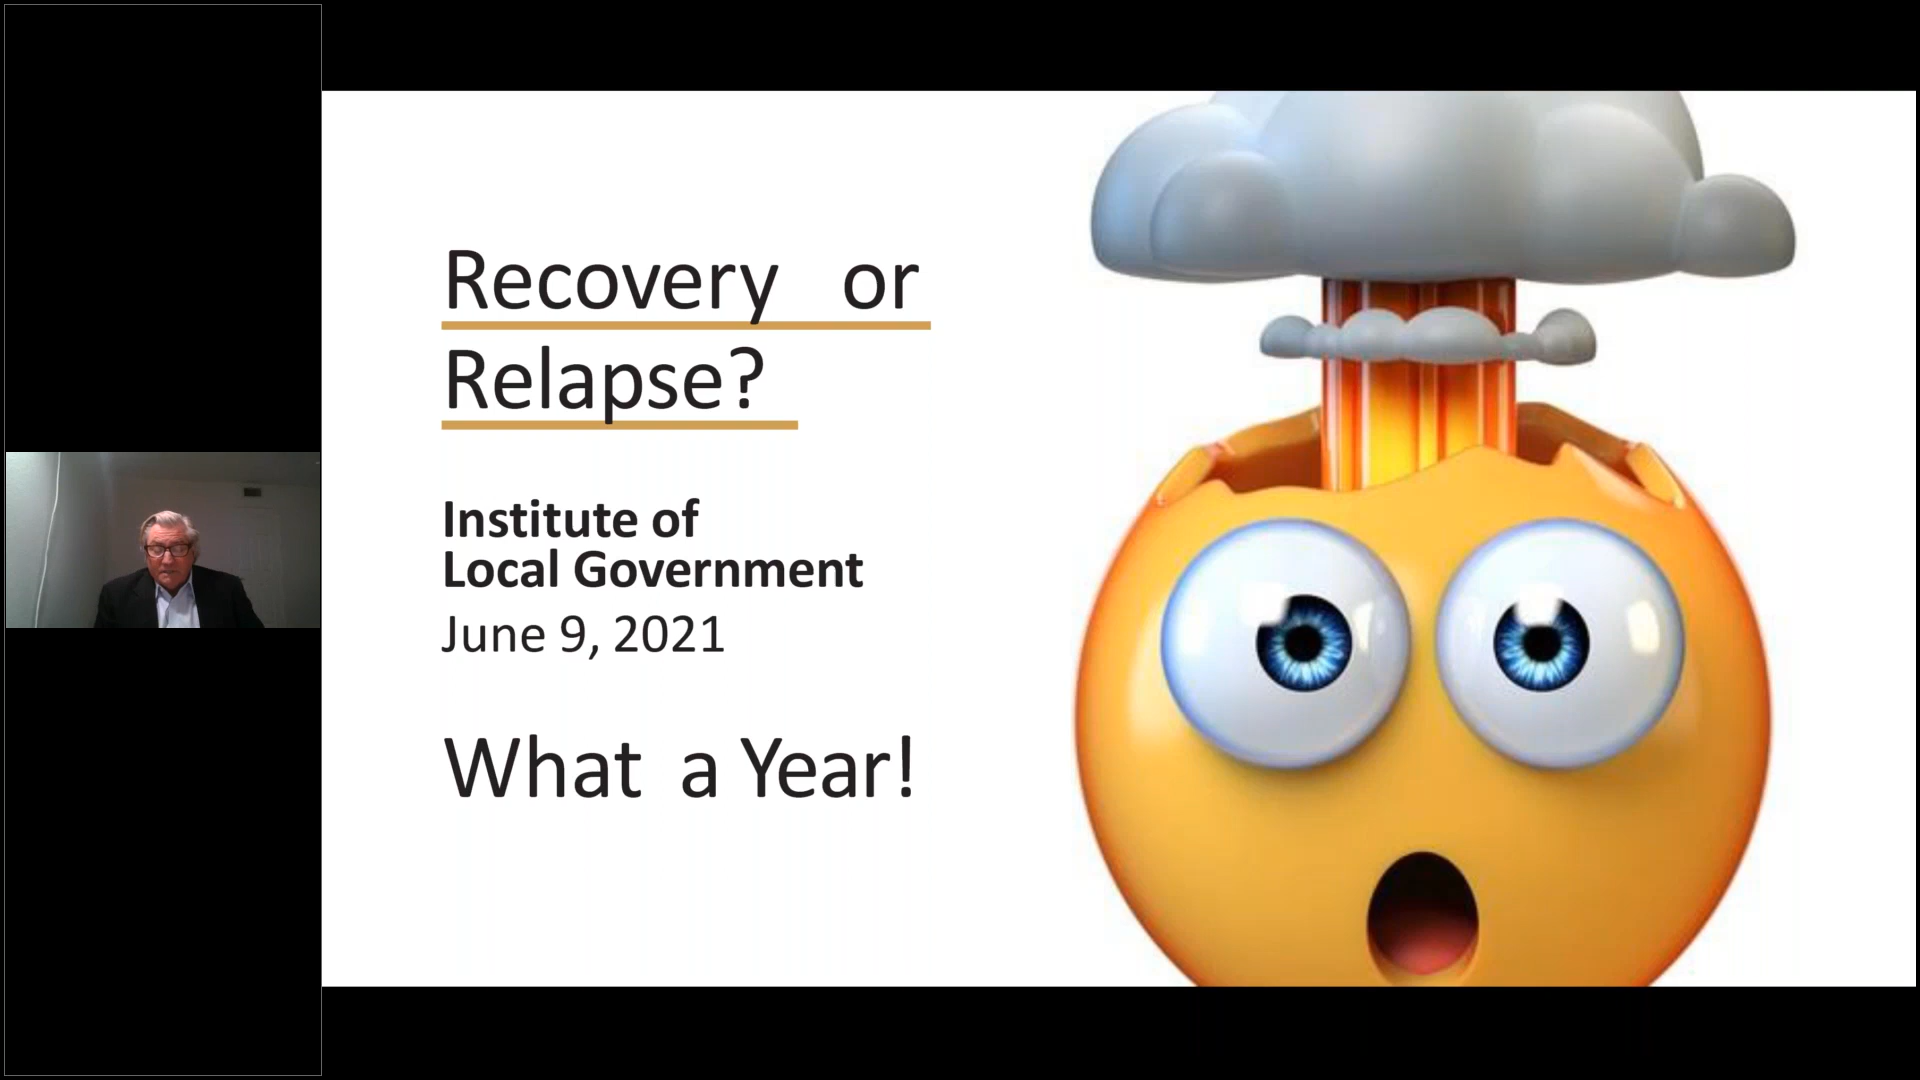 Recovery or
Relapse?
Institute of
Local Government
June 9, 2021
What a Year!